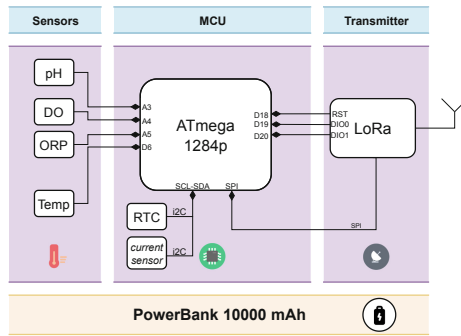 Sensors
MCU
Transmitter
pH
DO
ORP
Temp
A3
A4
A5
D6
ATmega
1284p
D18
D19
D20
SCL-SDA
SPI
RST
DIO0
DIO1
LoRa
RTC
i2C
current
sensor
i2C
SPI
PowerBank 10000 mAh